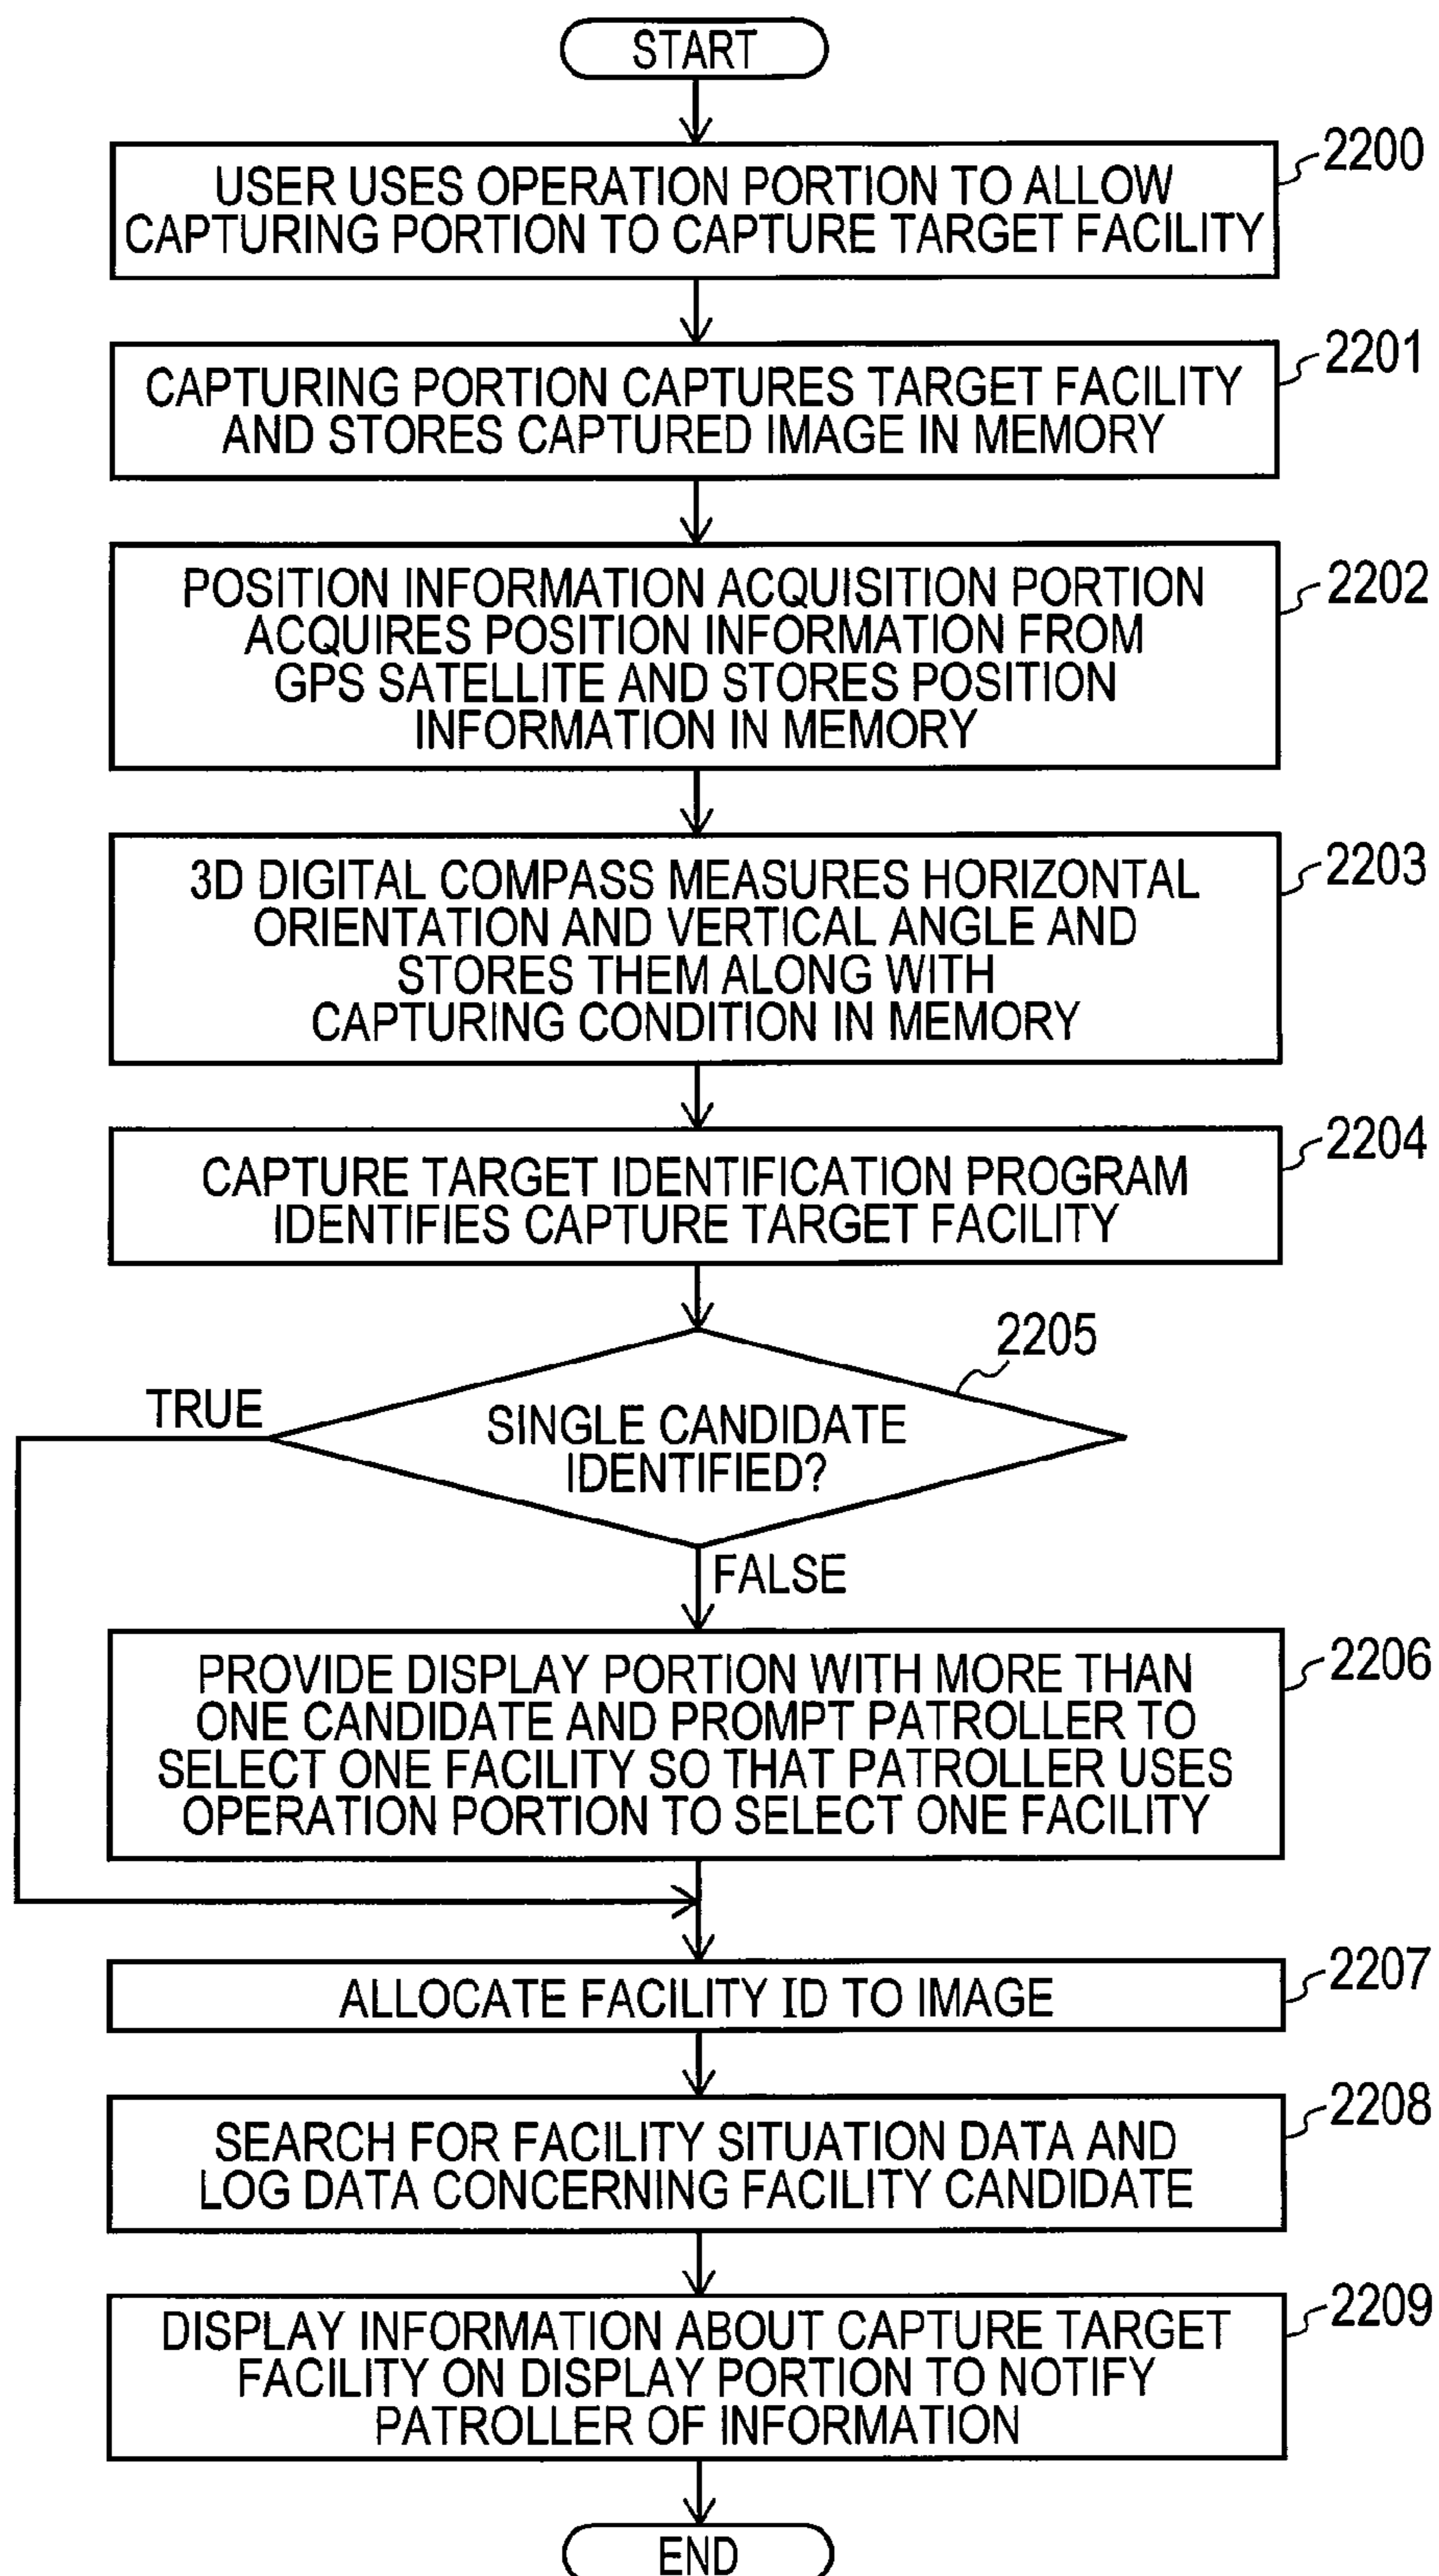 START
2200
USER USES OPERATION PORTION TO ALLOW
CAPTURING PORTION TO CAPTURE TARGET FACILITY
2201
CAPTURING PORTION CAPTURES TARGET FACILITY
AND STORES CAPTURED IMAGE IN MEMORY
2202
POSITION INFORMATION ACQUISITION PORTION
ACQUIRES POSITION INFORMATION FROM
GPS SATELLITE AND STORES POSITION
INFORMATION IN MEMORY
2203
3D DIGITAL COMPASS MEASURES HORIZONTAL
ORIENTATION AND VERTICAL ANGLE AND
STORES THEM ALONG WITH
CAPTURING CONDITION IN MEMORY
2204
CAPTURE TARGET IDENTIFICATION PROGRAM
IDENTIFIES CAPTURE TARGET FACILITY
2205
TRUE
SINGLE CANDIDATE
IDENTIFIED?
FALSE
2206
PROVIDE DISPLAY PORTION WITH MORE THAN
ONE CANDIDATE AND PROMPT PATROLLER TO
SELECT ONE FACILITY SO THAT PATROLLER USES
OPERATION PORTION TO SELECT ONE FACILITY
2207
ALLOCATE FACILITY ID TO IMAGE
2208
SEARCH FOR FACILITY SITUATION DATA AND
LOG DATA CONCERNING FACILITY CANDIDATE
2209
DISPLAY INFORMATION ABOUT CAPTURE TARGET
FACILITY ON DISPLAY PORTION TO NOTIFY
PATROLLER OF INFORMATION
END